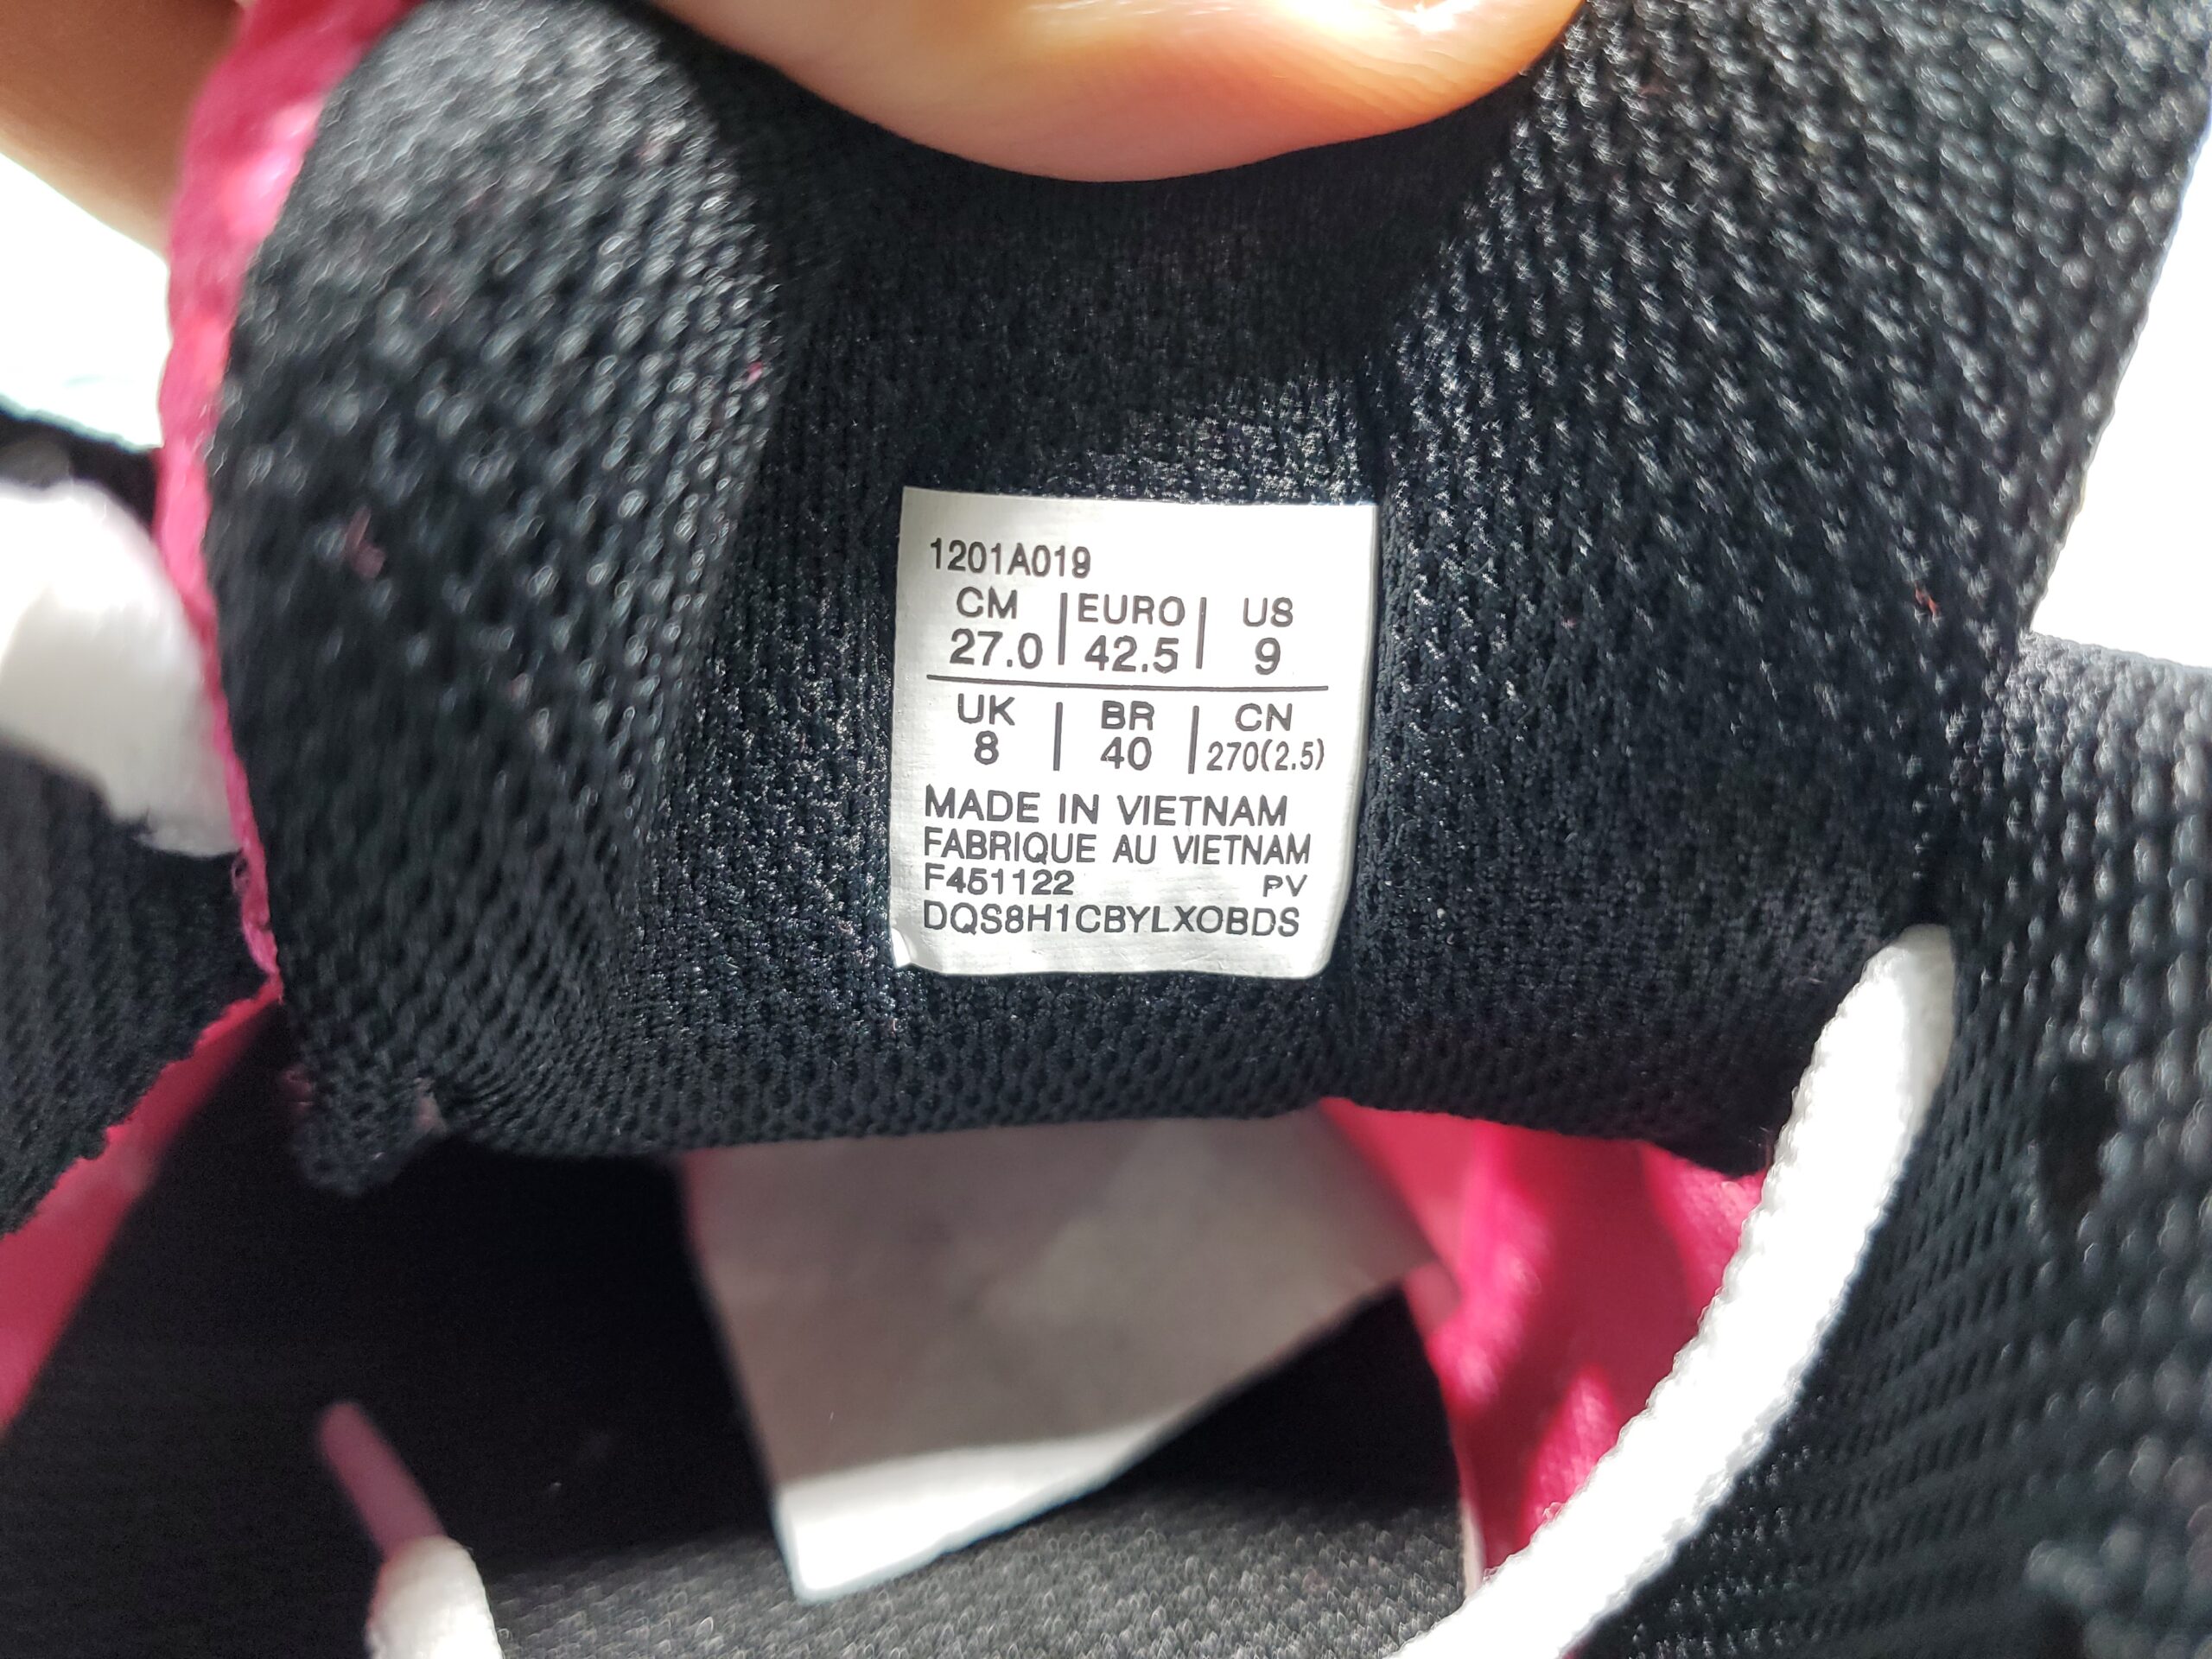 1201A019
CM | EURO | US
27.0 | 42.5 | 9
UK | BR | CN
8 | 40 | 270(2.5)
MADE IN VIETNAM
FABRIQUE AU VIETNAM
F451122 PV
DQS8H1CBYLXOBDS